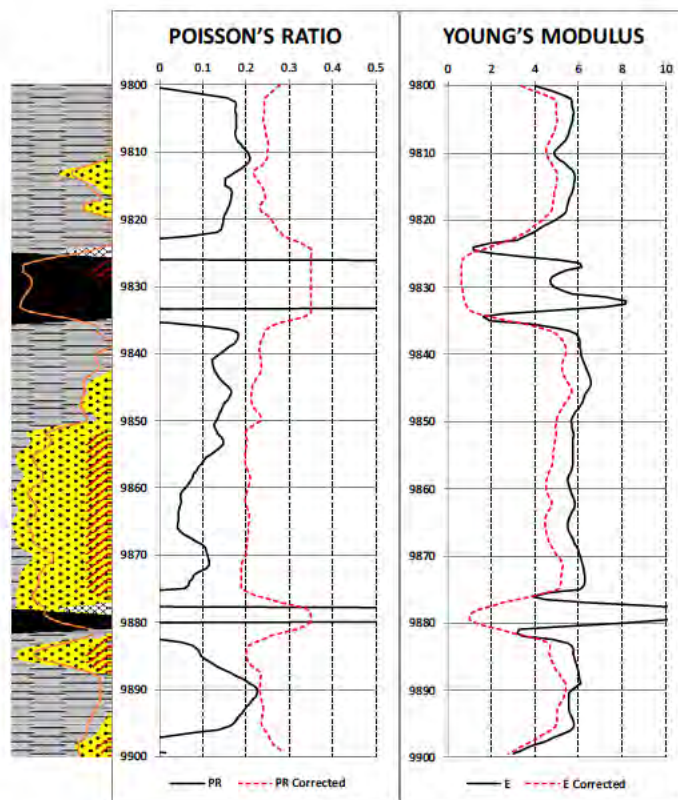 POISSON'S RATIO
YOUNG'S MODULUS
0 0.1 0.2 0.3 0.4 0.5
0 2 4 6 8 10
9800 9800
9810 9810
9820 9820
9830 9830
9840 9840
9850 9850
9860 9860
9870 9870
9880 9880
9890 9890
9900 9900
PR PR Corrected
E E Corrected